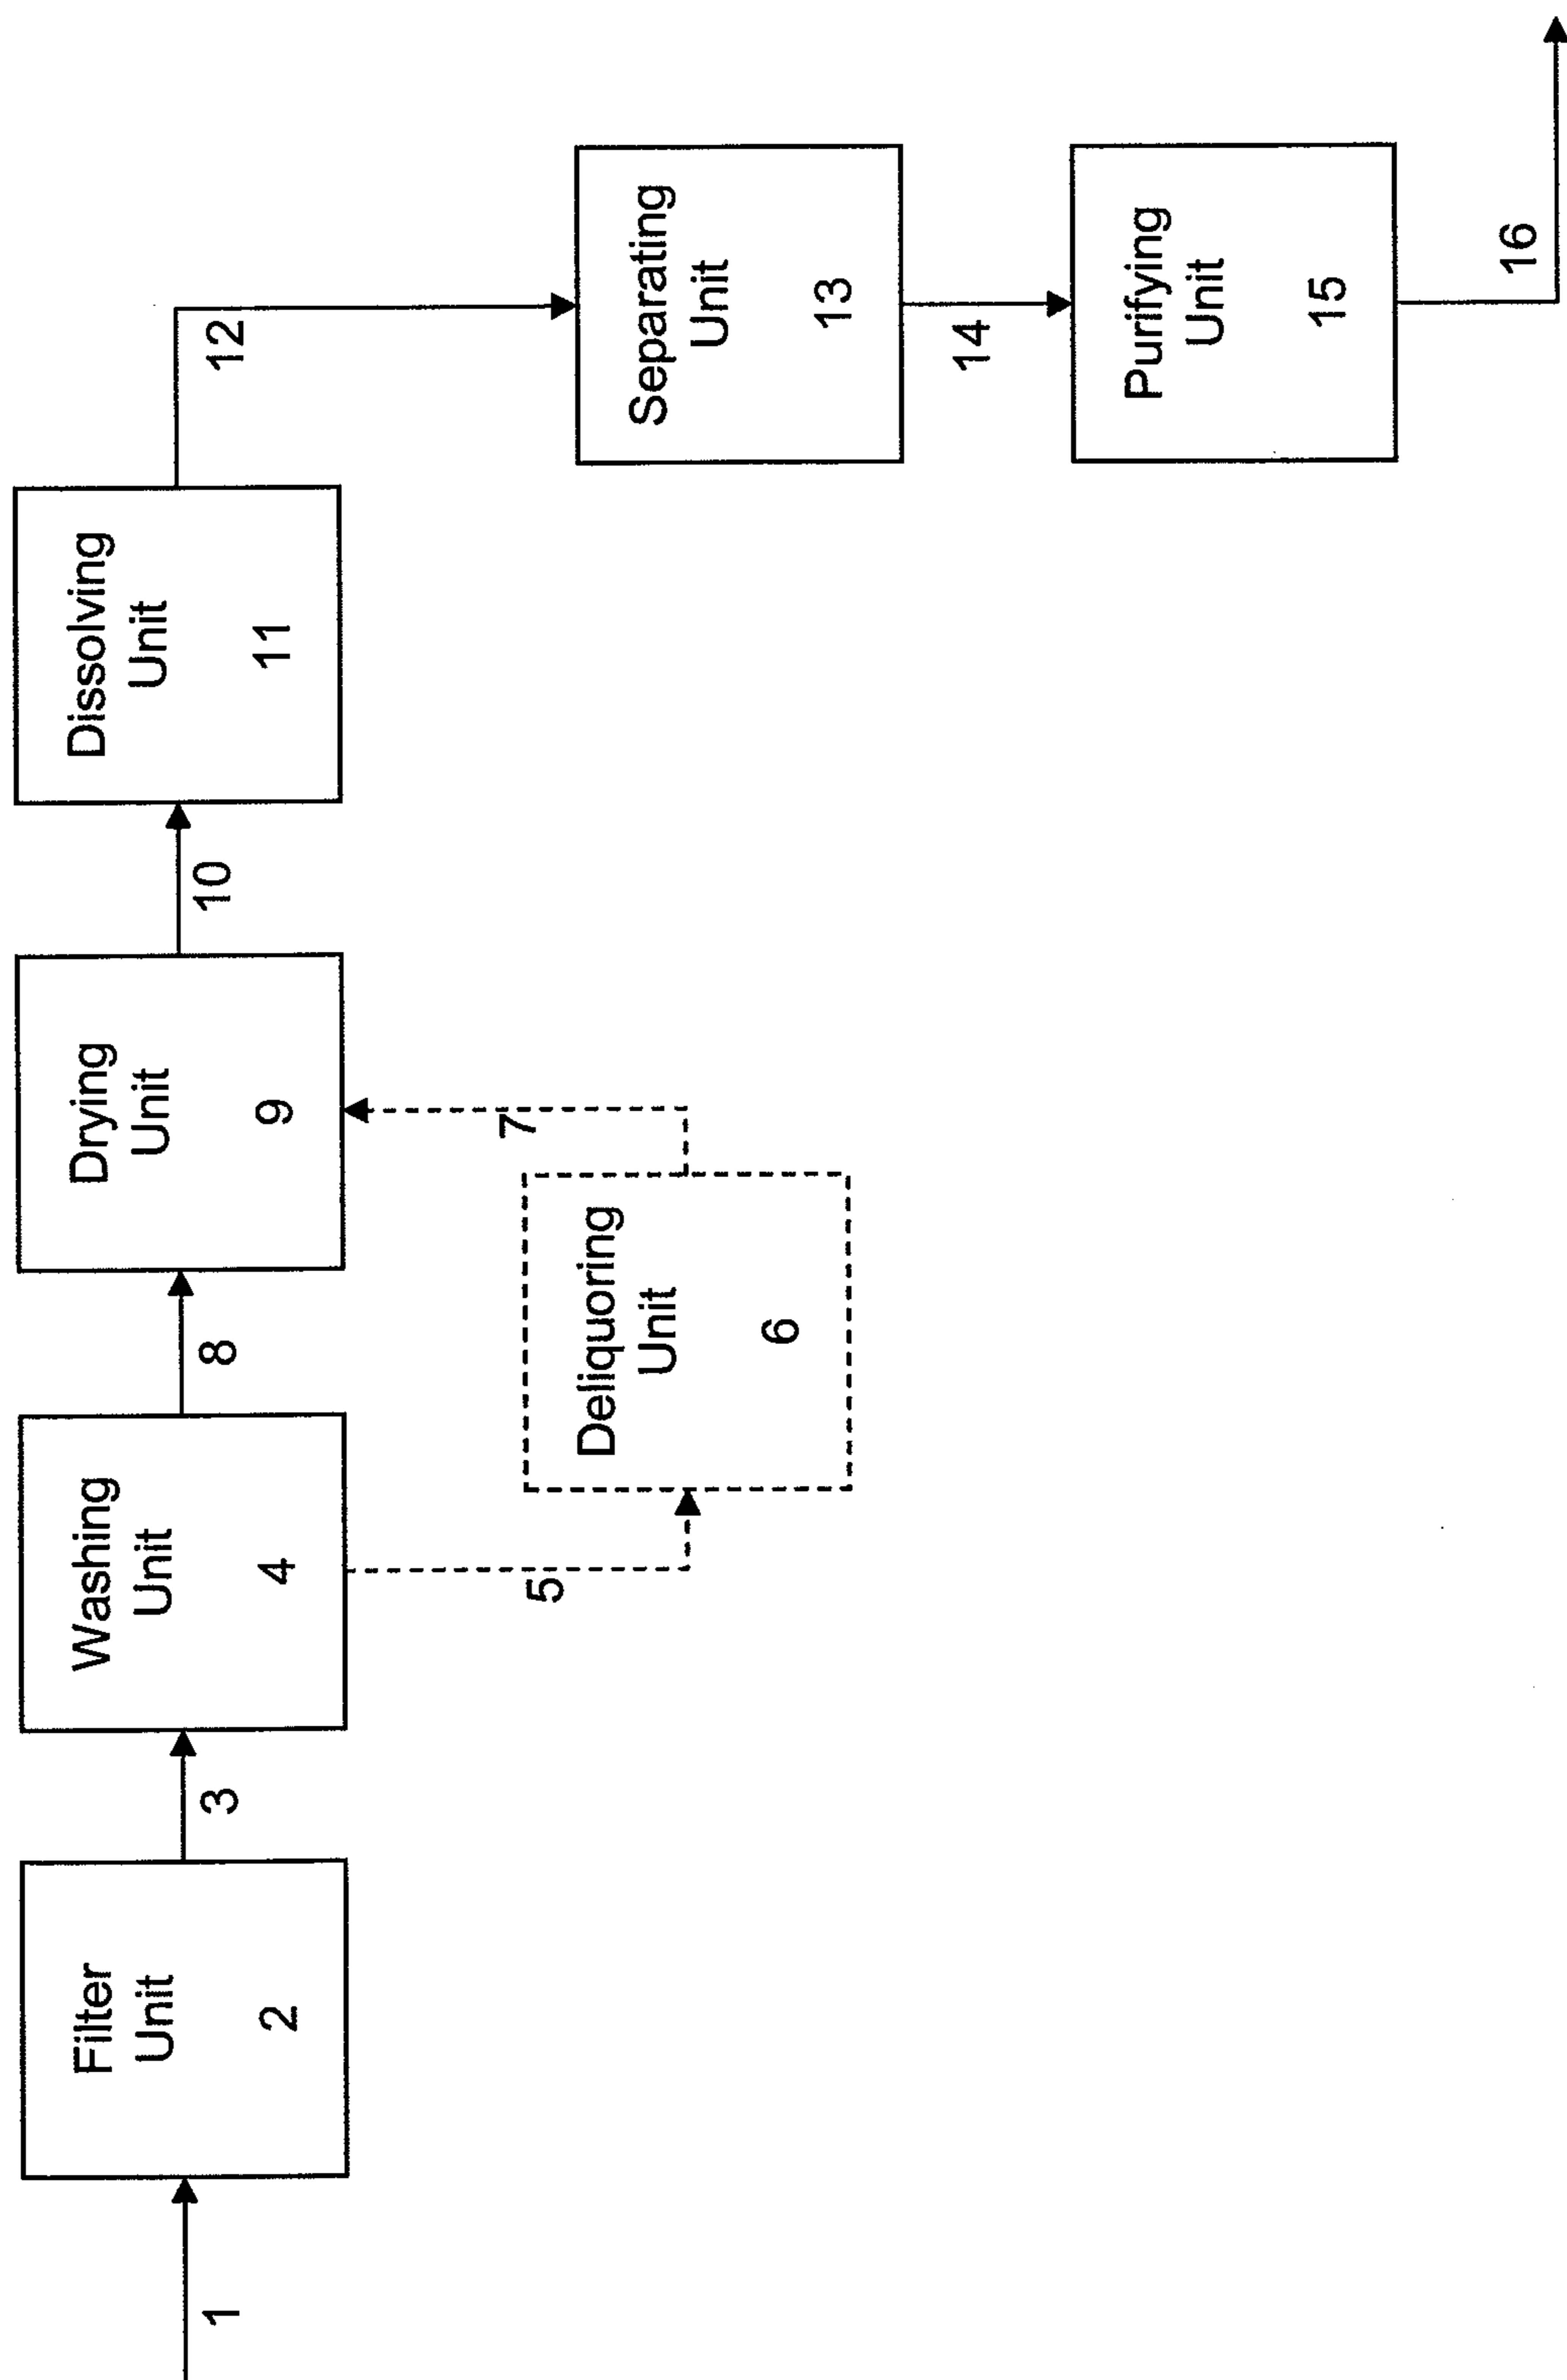 1
Filter
Unit
2
3
Washing
Unit
4
5
Deliquoring
Unit
6
7
8
Drying
Unit
9
10
Dissolving
Unit
11
12
Separating
Unit
13
14
Purifying
Unit
15
16